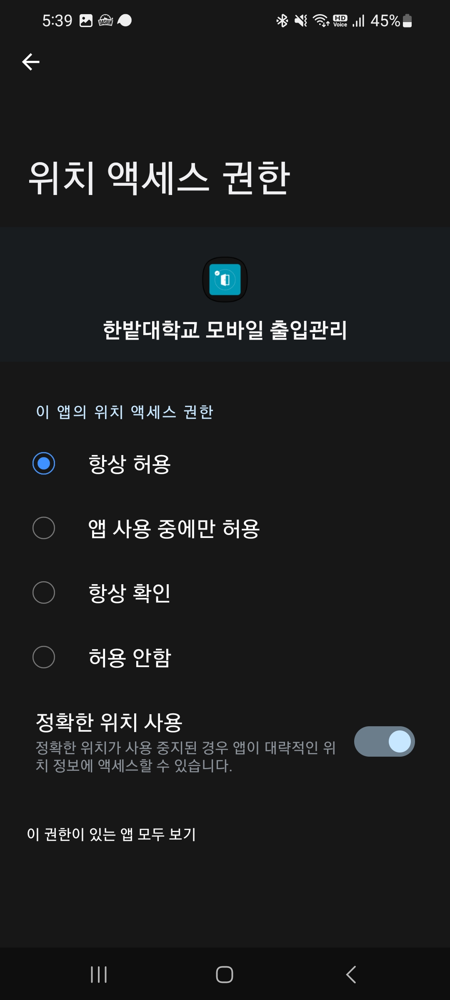 5:39 DASHIN HD Voice 45%
위치 액세스 권한
한밭대학교 모바일 출입관리
이 앱의 위치 액세스 권한
항상 허용
앱 사용 중에만 허용
항상 확인
허용 안함
정확한 위치 사용
정확한 위치가 사용 중지된 경우 앱이 대략적인 위
치 정보에 액세스할 수 있습니다.
이 권한이 있는 앱 모두 보기